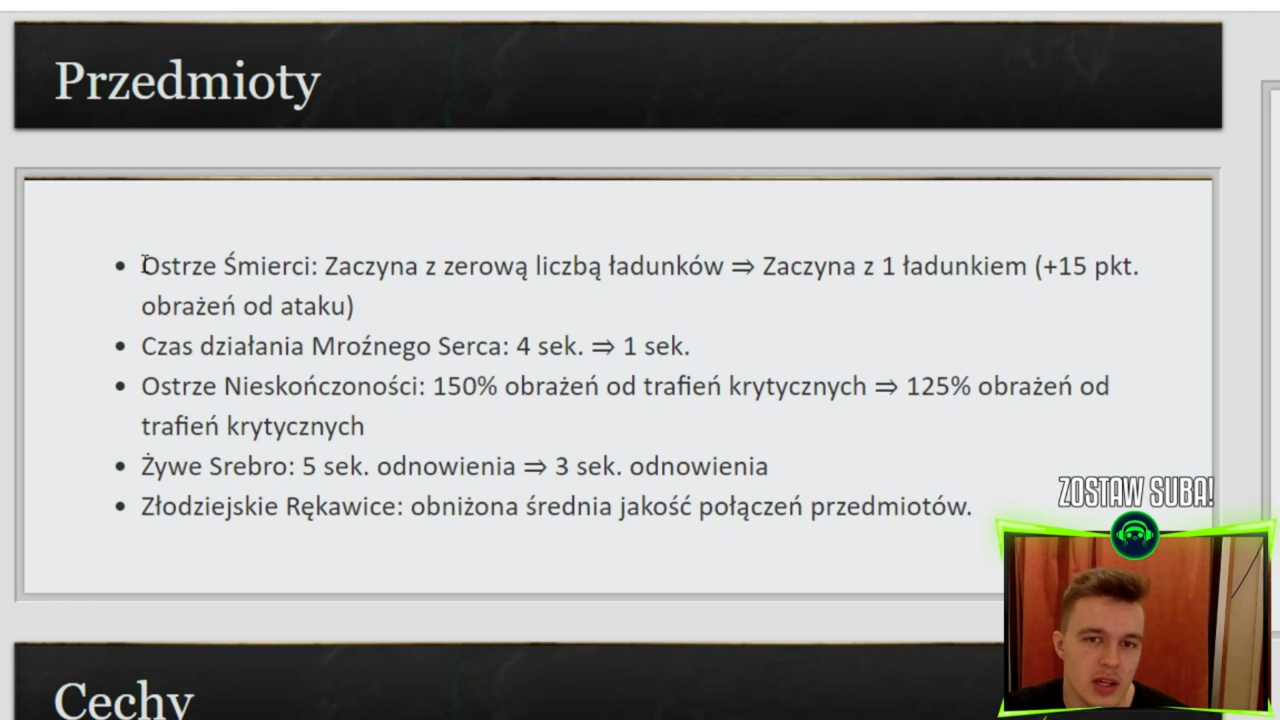 Przedmioty
Ostrze Śmierci: Zaczyna z zerową liczbą ładunków ⇒ Zaczyna z 1 ładunkiem (+15 pkt.
obrażeń od ataku)
Czas działania Mroźnego Serca: 4 sek. ⇒ 1 sek.
Ostrze Nieskończoności: 150% obrażeń od trafień krytycznych ⇒ 125% obrażeń od
trafień krytycznych
Żywe Srebro: 5 sek. odnowienia ⇒ 3 sek. odnowienia
Złodziejskie Rękawice: obniżona średnia jakość połączeń przedmiotów.
ZOSTAW SUBA!
Cechy